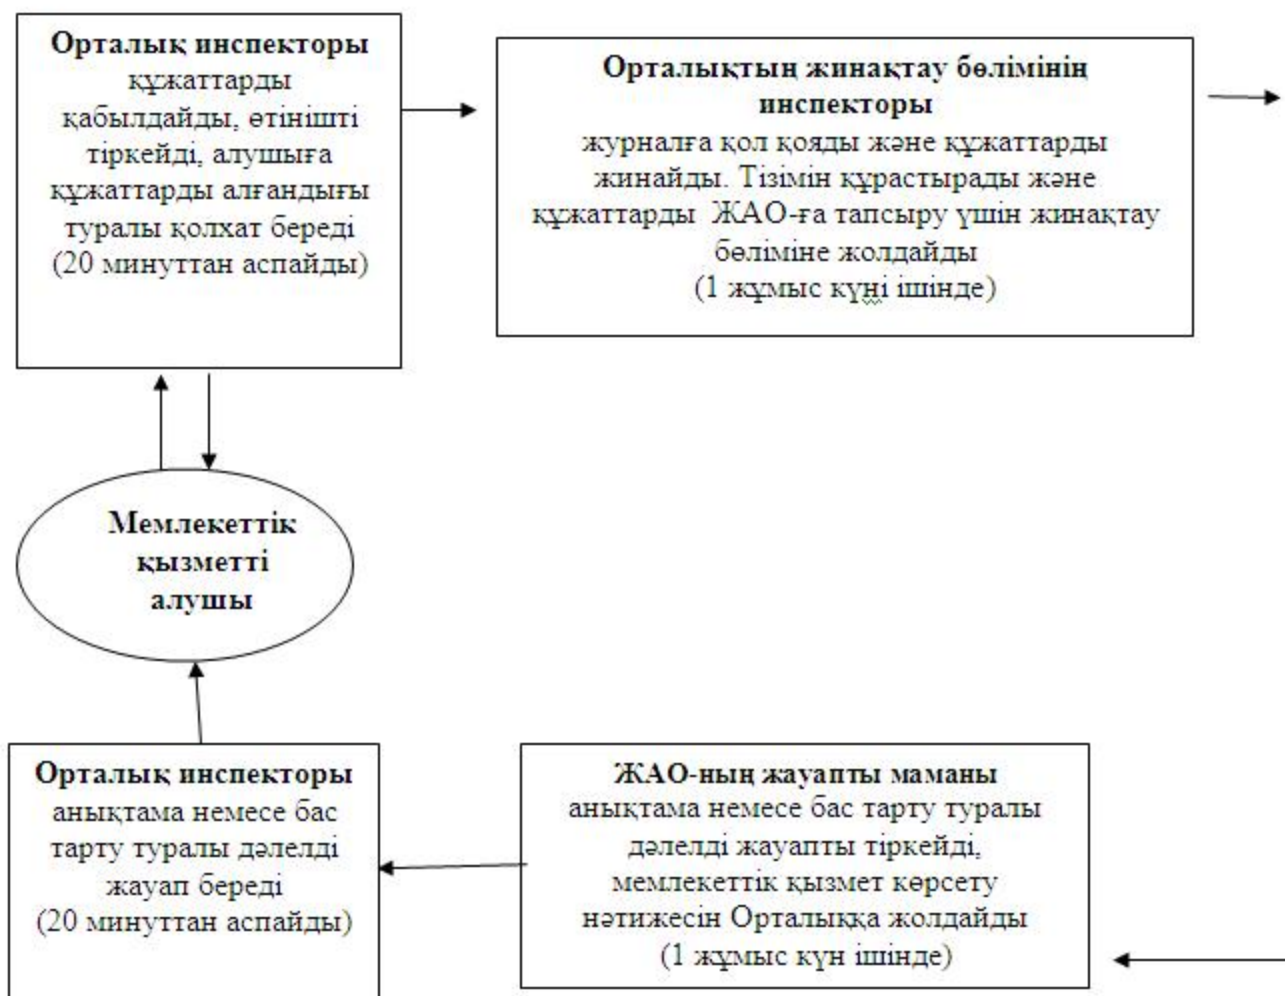 Орталық инспекторы
құжаттарды
қабылдайды, өтінішті
тіркейді, алушыға
құжаттарды алғандығы
туралы қолхат береді
(20 минуттан аспайды)
Орталықтың жинақтау бөлімінің
инспекторы
журналға қол қояды және құжаттарды
жинайды. Тізімін құрастырады және
құжаттарды ЖАО-ға тапсыру үшін жинақтау
бөліміне жолдайды
(1 жұмыс күні ішінде)
Мемлекеттік
қызметті
алушы
Орталық инспекторы
анықтама немесе бас
тарту туралы дәлелді
жауап береді
(20 минуттан аспайды)
ЖАО-ның жауапты маманы
анықтама немесе бас тарту туралы
дәлелді жауапты тіркейді,
мемлекеттік қызмет көрсету
нәтижесін Орталыққа жолдайды
(1 жұмыс күн ішінде)